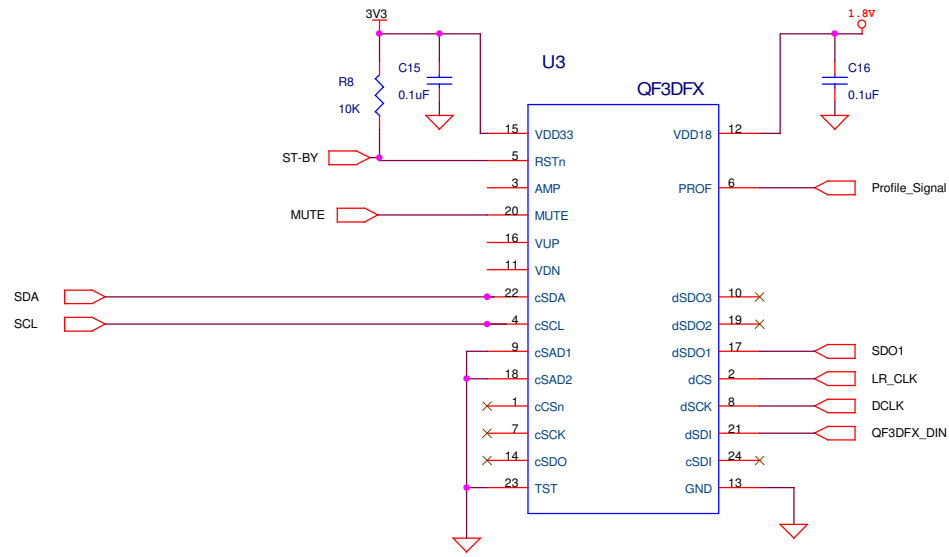 3V3
1.8V
U3
C15
C16
R8
QF3DFX
0.1uF
0.1uF
10K
15 VDD33
VDD18 12
ST-BY
5 RSTn
3 AMP
PROF 6
Profile_Signal
MUTE
20 MUTE
16 VUP
11 VDN
SDA
22 cSDA
dSDO3 10
SCL
4 cSCL
dSDO2 19
9 cSAD1
dSDO1 17
SDO1
18 cSAD2
dCS 2
LR_CLK
1 cCSn
dSCK 8
DCLK
7 cSCK
dSDI 21
QF3DFX_DIN
14 cSDO
cSDI 24
23 TST
GND 13